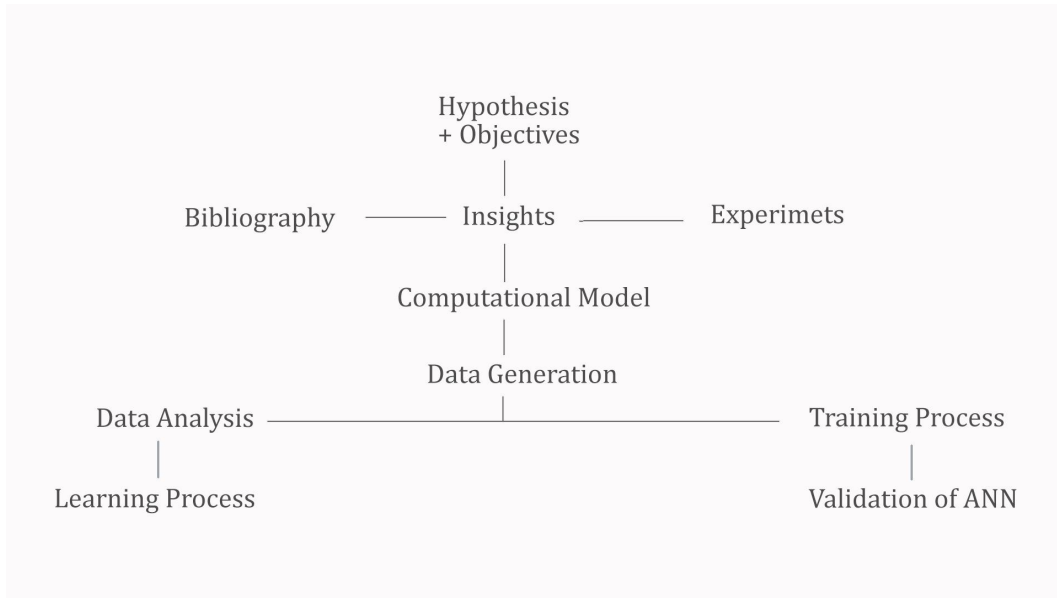 Hypothesis
+ Objectives
Bibliography
Insights
Experimets
Computational Model
Data Generation
Data Analysis
Training Process
Learning Process
Validation of ANN